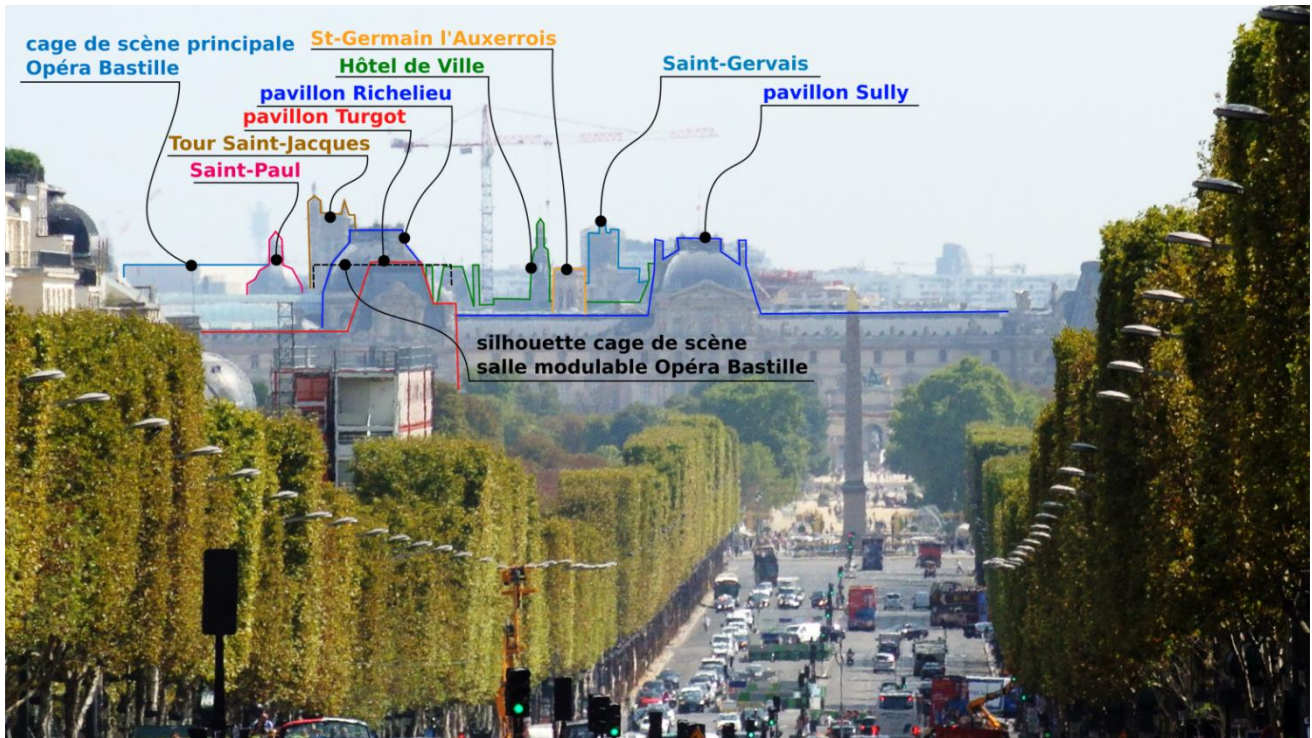 cage de scène principale
Opéra Bastille
St-Germain l'Auxerrois
Hôtel de Ville
Saint-Gervais
pavillon Richelieu
pavillon Sully
pavillon Turgot
Tour Saint-Jacques
Saint-Paul
silhouette cage de scène
salle modulable Opéra Bastille